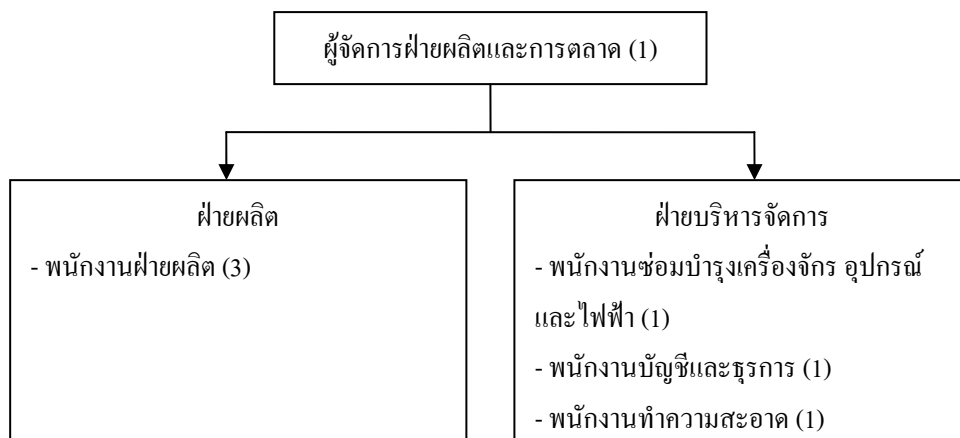 ผู้จัดการฝ่ายผลิตและการตลาด (1)
ฝ่ายผลิต
- พนักงานฝ่ายผลิต (3)
ฝ่ายบริหารจัดการ
- พนักงานซ่อมบำรุงเครื่องจักร อุปกรณ์
และไฟฟ้า (1)
- พนักงานบัญชีและธุรการ (1)
- พนักงานทำความสะอาด (1)